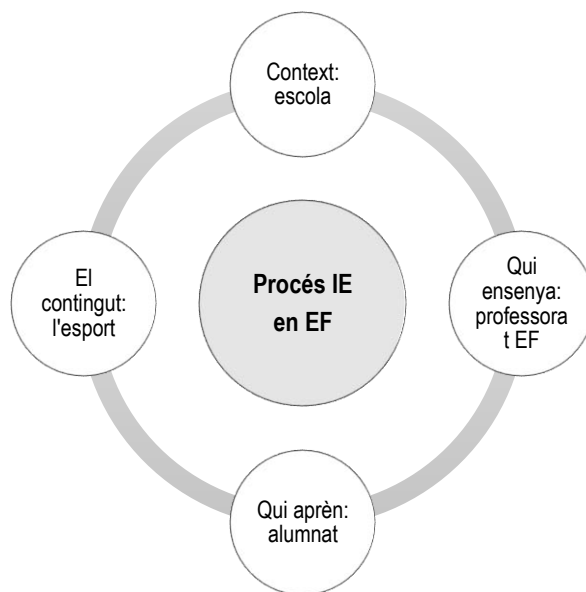 Context:
escola
El
contingut:
l'esport
Procés IE
en EF
Qui
ensenya:
professora
t EF
Qui aprèn:
alumnat